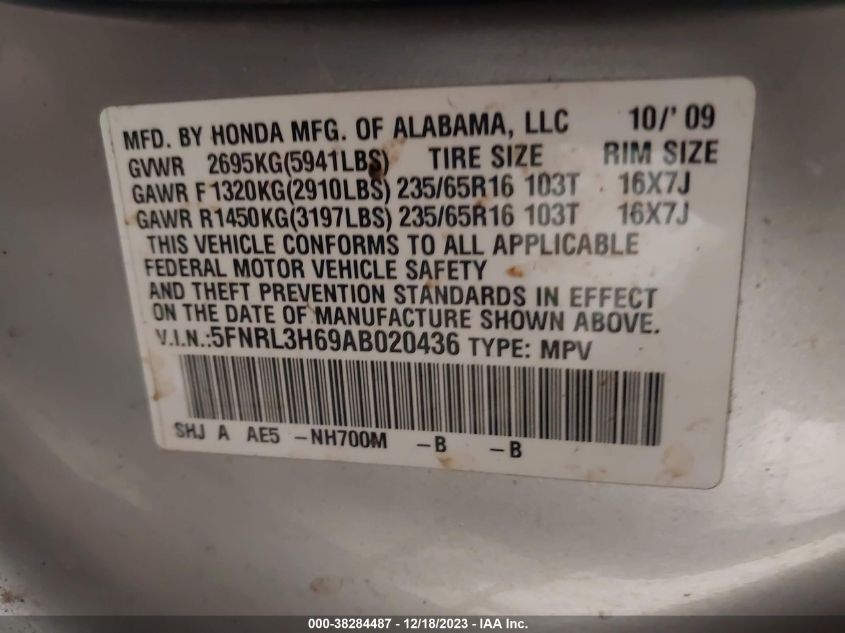 MFD. BY HONDA MFG. OF ALABAMA, LLC 10/' 09
GVWR 2695KG(5941LBS) TIRE SIZE RIM SIZE
GAWR F1320KG(2910LBS) 235/65R16 103T 16X7J
GAWR R1450KG(3197LBS) 235/65R16 103T 16X7J
THIS VEHICLE CONFORMS TO ALL APPLICABLE
FEDERAL MOTOR VEHICLE SAFETY
AND THEFT PREVENTION STANDARDS IN EFFECT
ON THE DATE OF MANUFACTURE SHOWN ABOVE.
V.I.N.:5FNRL3H69AB020436 TYPE: MPV
SHJ A AE5 -NH700M -B -B
000-38284487 - 12/18/2023 - IAA Inc.